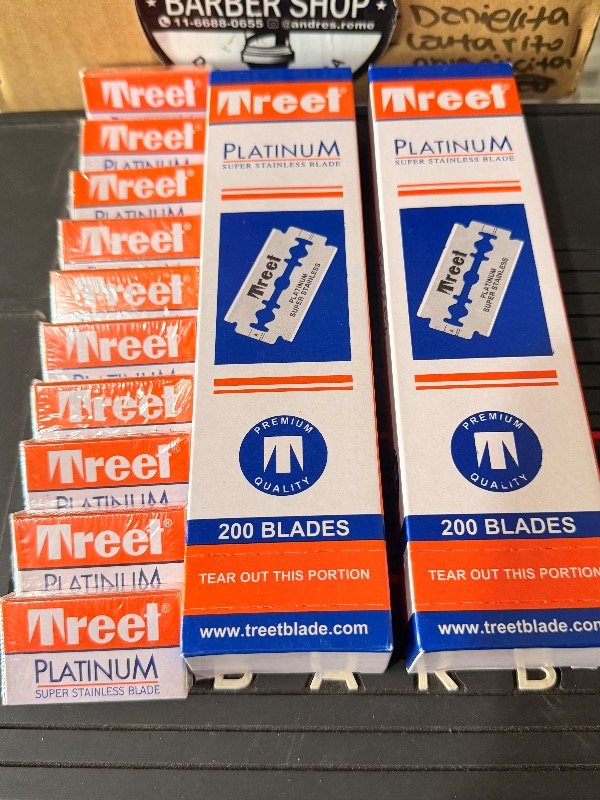 BARBER SHOP
11-6688-0655 @andres.reme
Danielita
Lautarito
Treet®
Treet®
PLATINUM
Treet®
PLATINUM
Treet®
Treet®
Treet®
PLATINUM
Treet®
Treet®
PLATINUM
Treet®
PLATINUM
Treet®
PLATINUM
SUPER STAINLESS BLADE
Treet®
PLATINUM
SUPER STAINLESS BLADE
Treet
PLATINUM
SUPER STAINLESS
PREMIUM
T
QUALITY
200 BLADES
TEAR OUT THIS PORTION
www.treetblade.com
Treet®
PLATINUM
SUPER STAINLESS BLADE
Treet
PLATINUM
SUPER STAINLESS
PREMIUM
T
QUALITY
200 BLADES
TEAR OUT THIS PORTION
www.treetblade.com
BARB